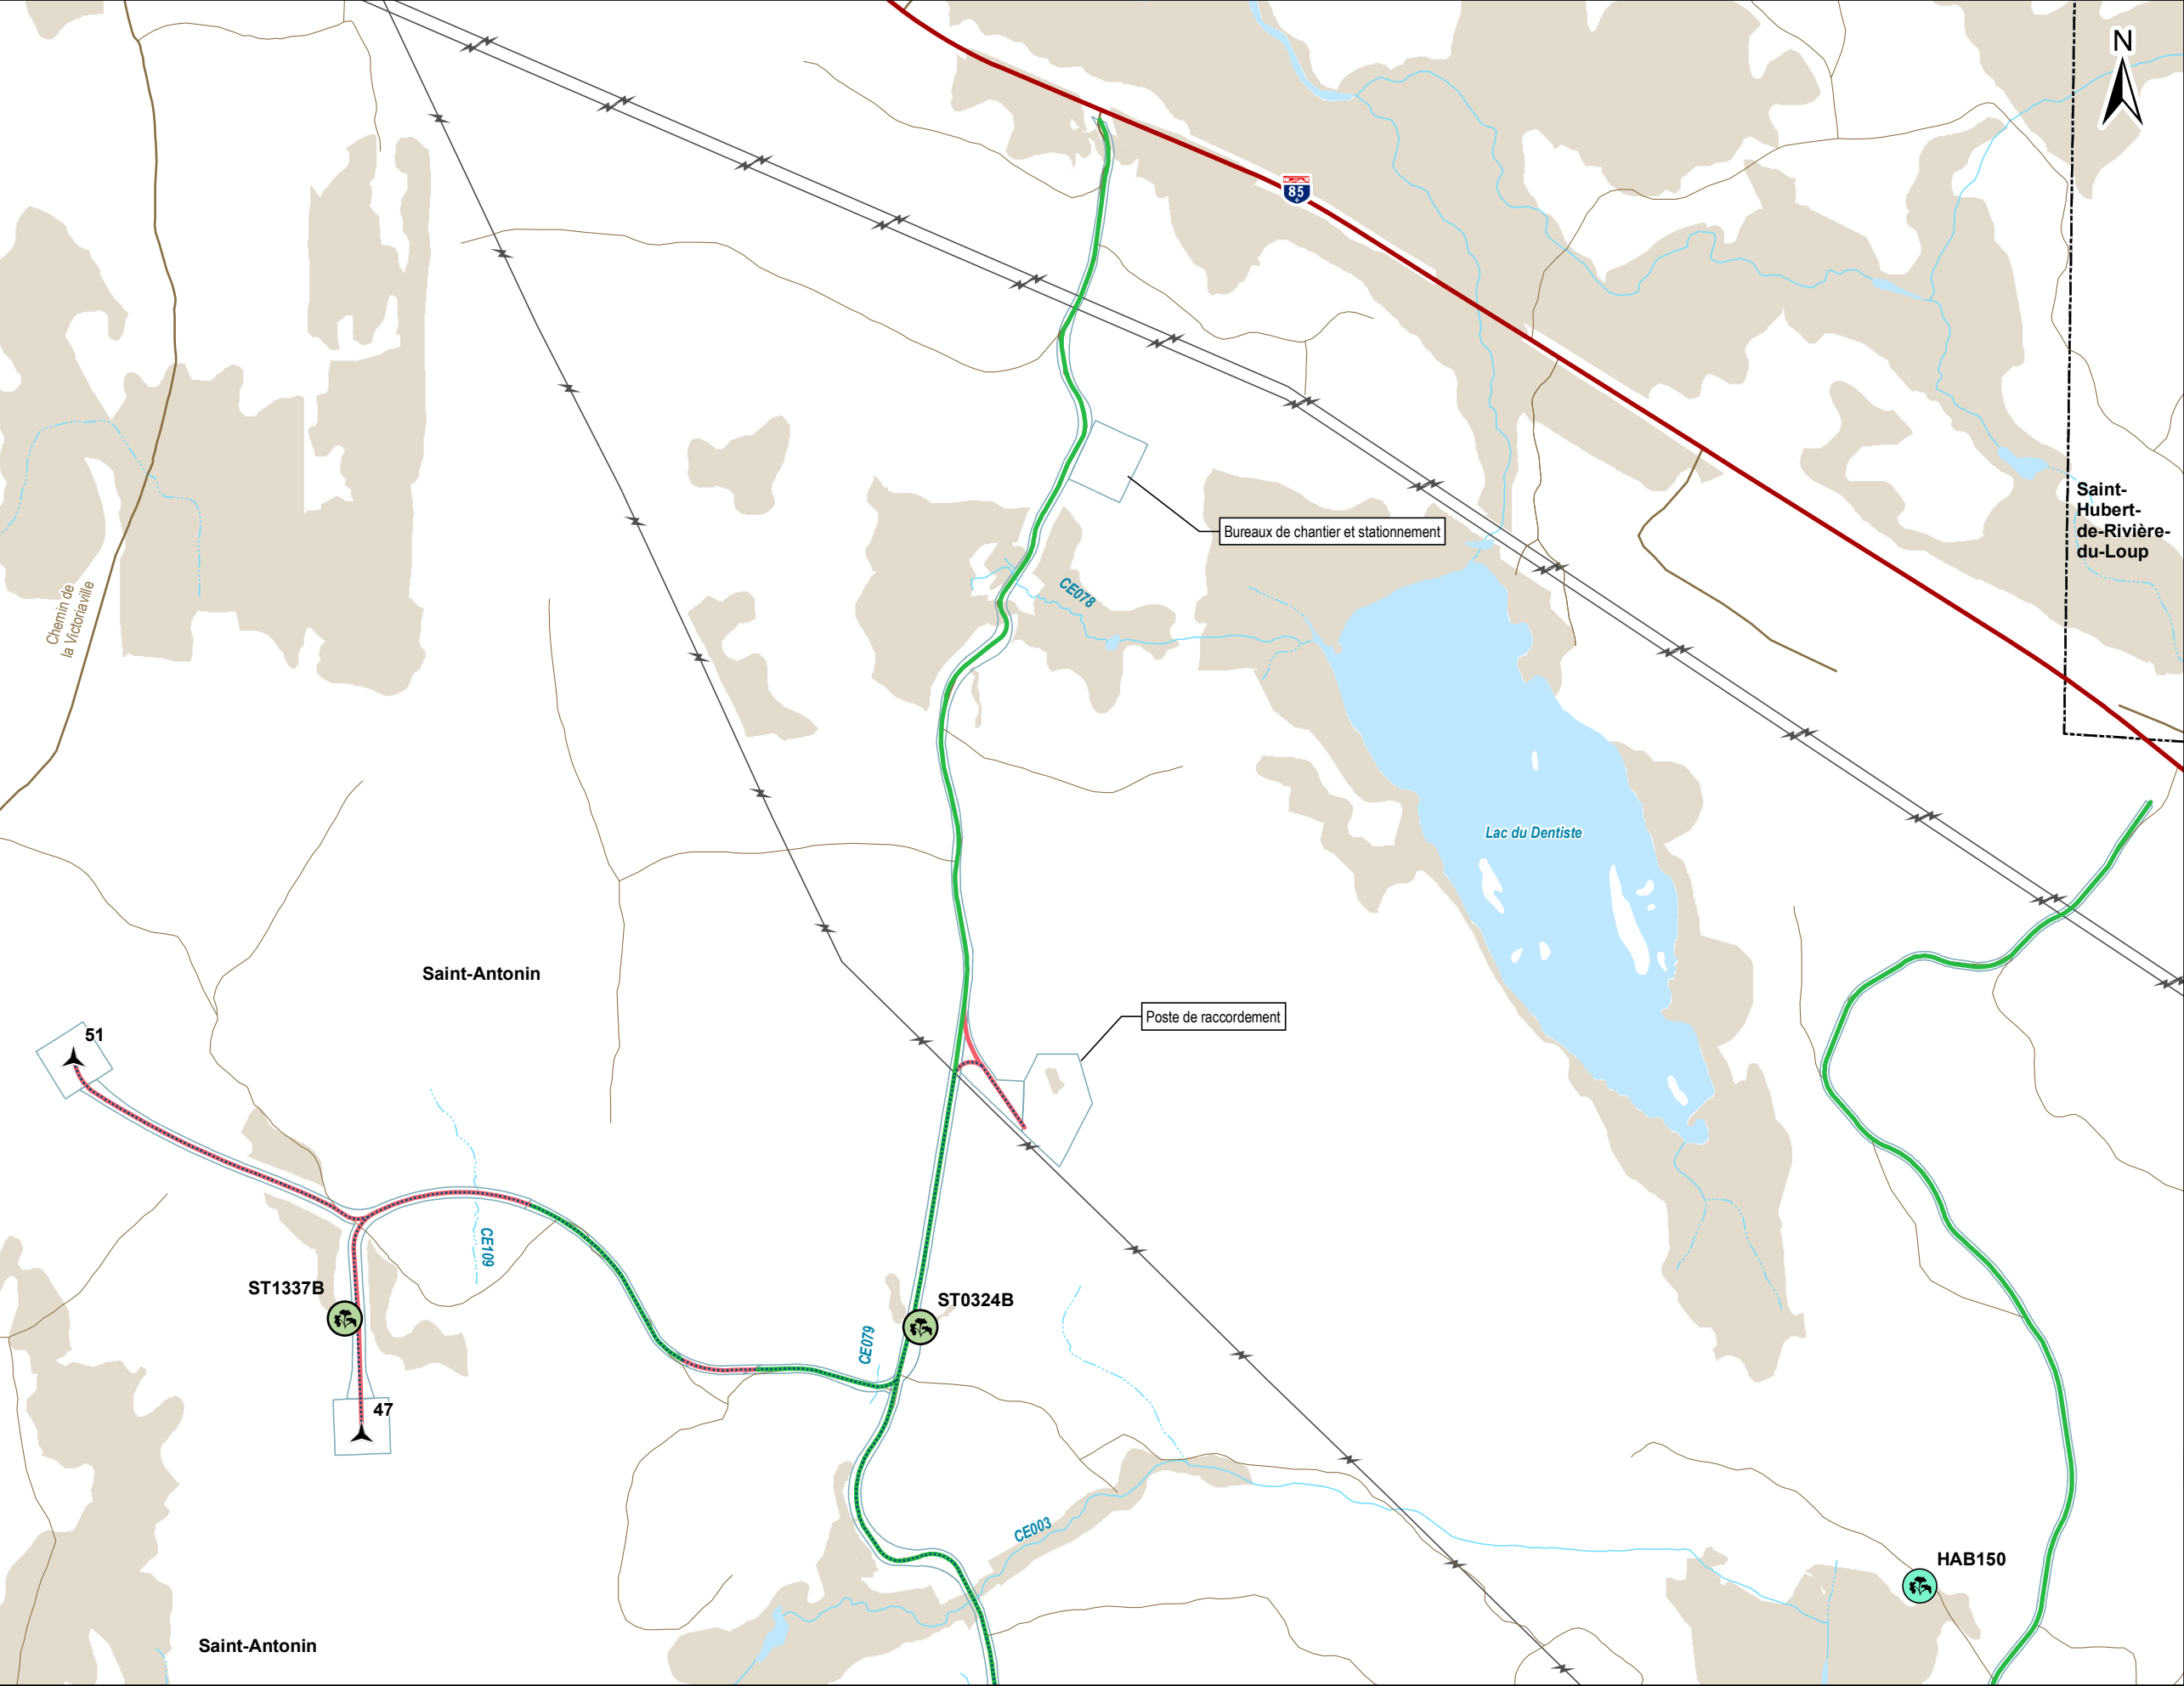 N
85
Saint-
Hubert-
de-Rivière-
du-Loup
Bureaux de chantier et stationnement
CE078
Chemin de
la Victoriaville
Lac du Dentiste
Saint-Antonin
Poste de raccordement
51
CE109
ST1337B
ST0324B
CE079
47
CE003
HAB150
Saint-Antonin